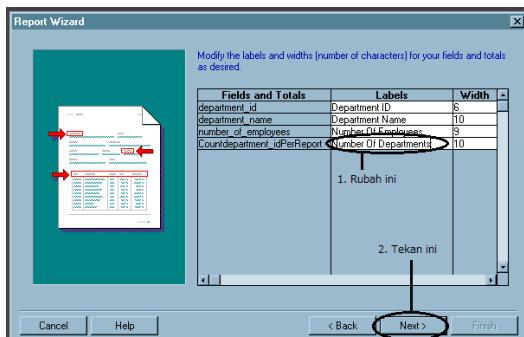 Report Wizard
Modify the labels and widths (number of characters) for your fields and totals
as desired.
Fields and Totals Labels Width
department_id Department ID 6
department_name Department Name 10
number_of_employees Number Of Employees 9
Countdepartment_idPerReport Number Of Departments 10
1. Rubah ini
2. Tekan ini
Cancel Help < Back Next > Finish